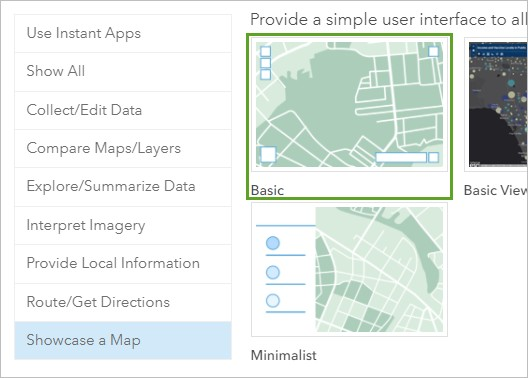 Use Instant Apps
Show All
Collect/Edit Data
Compare Maps/Layers
Explore/Summarize Data
Interpret Imagery
Provide Local Information
Route/Get Directions
Showcase a Map
Provide a simple user interface to all
Basic
Basic View
Minimalist